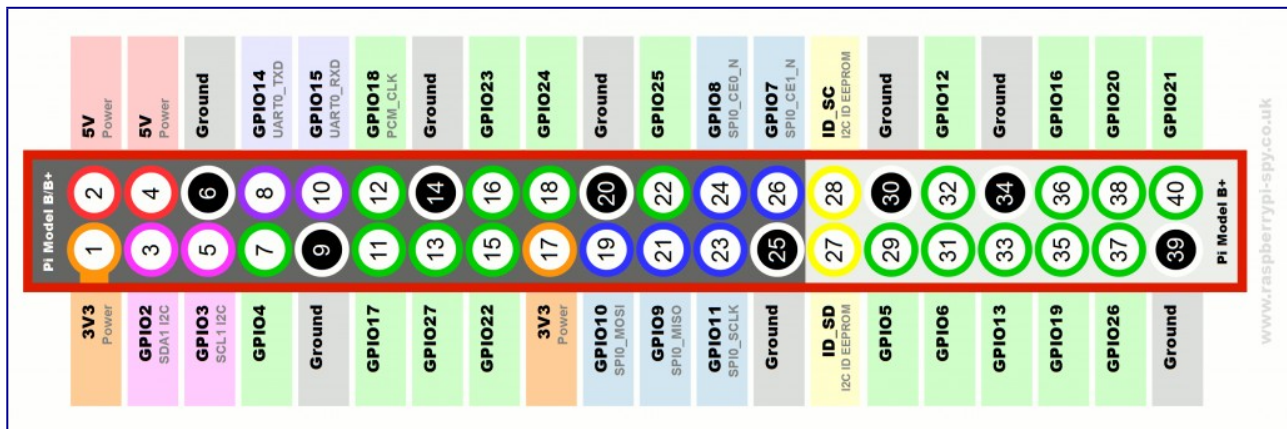 5V
Power
5V
Power
Ground
GPIO14
UART0_TXD
GPIO15
UART0_RXD
GPIO18
PCM_CLK
Ground
GPIO23
GPIO24
Ground
GPIO25
GPIO8
SPI0_CE0_N
GPIO7
SPI0_CE1_N
ID_SC
I2C ID EEPROM
Ground
GPIO12
Ground
GPIO16
GPIO20
GPIO21
Pi Model B/B+
2 4 6 8 10 12 14 16 18 20 22 24 26 28 30 32 34 36 38 40
1 3 5 7 9 11 13 15 17 19 21 23 25 27 29 31 33 35 37 39
Pi Model B+
3V3
Power
GPIO2
SDA1 I2C
GPIO3
SCL1 I2C
GPIO4
Ground
GPIO17
GPIO27
GPIO22
3V3
Power
GPIO10
SPI0_MOSI
GPIO9
SPI0_MISO
GPIO11
SPI0_SCLK
Ground
ID_SD
I2C ID EEPROM
GPIO5
GPIO6
GPIO13
GPIO19
GPIO26
Ground
www.raspberrypi-spy.co.uk